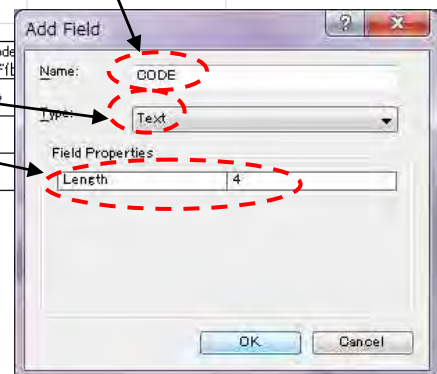 Add Field
Name:
CODE
Type:
Text
Field Properties
Length 4
OK
Cancel